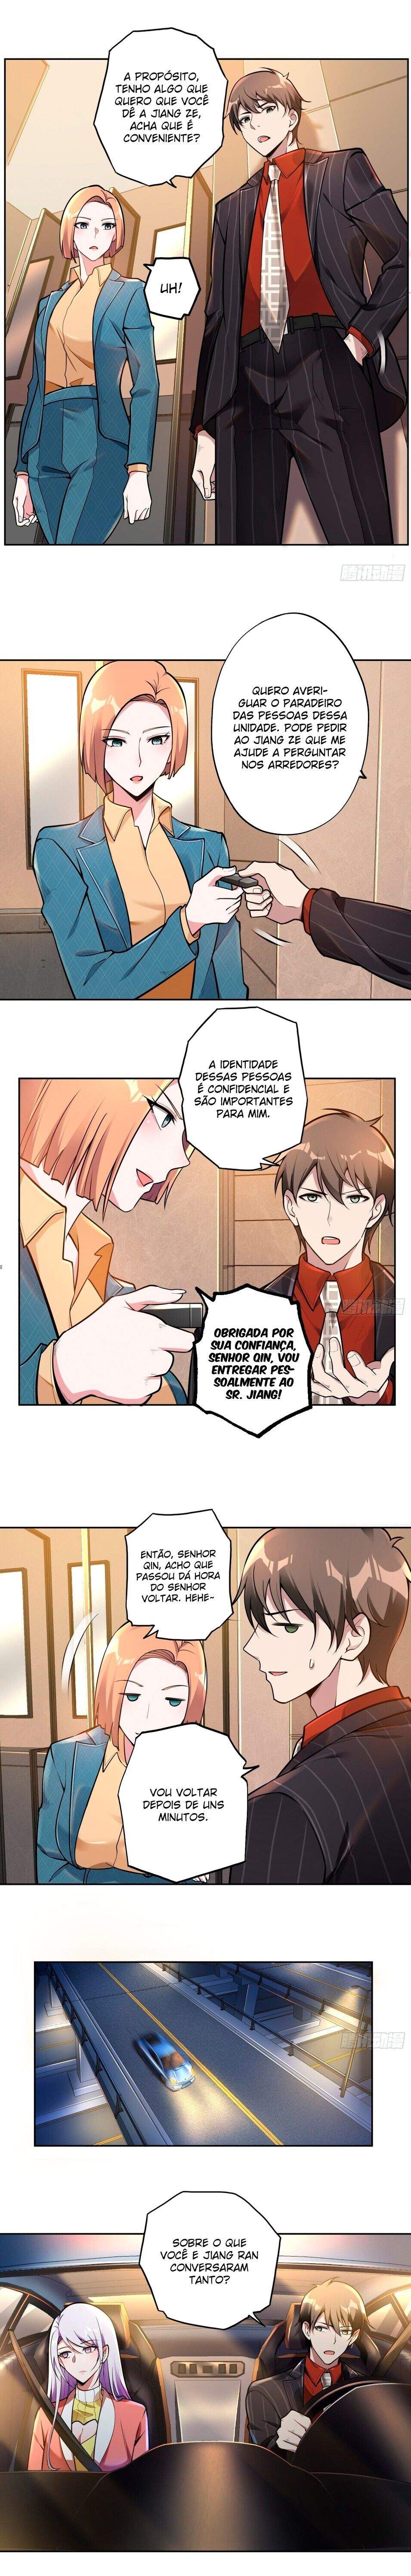 A PROPÓSITO,
TENHO ALGO QUE
QUERO QUE VOCÊ
DÊ A JIANG ZE,
ACHA QUE É
CONVENIENTE?
UH!
QUERO AVERI-
GUAR O PARADEIRO
DAS PESSOAS DESSA
UNIDADE. PODE PEDIR
AO JIANG ZE QUE ME
AJUDE A PERGUNTAR
NOS ARREDORES?
A IDENTIDADE
DESSAS PESSOAS
É CONFIDENCIAL E
SÃO IMPORTANTES
PARA MIM.
OBRIGADA POR
SUA CONFIANÇA,
SENHOR QIN, VOU
ENTREGAR PES-
SOALMENTE AO
SR. JIANG!
ENTÃO, SENHOR
QIN, ACHO QUE
PASSOU DÁ HORA
DO SENHOR
VOLTAR. HEHE~
VOU VOLTAR
DEPOIS DE UNS
MINUTOS.
SOBRE O QUE
VOCÊ E JIANG RAN
CONVERSARAM
TANTO?